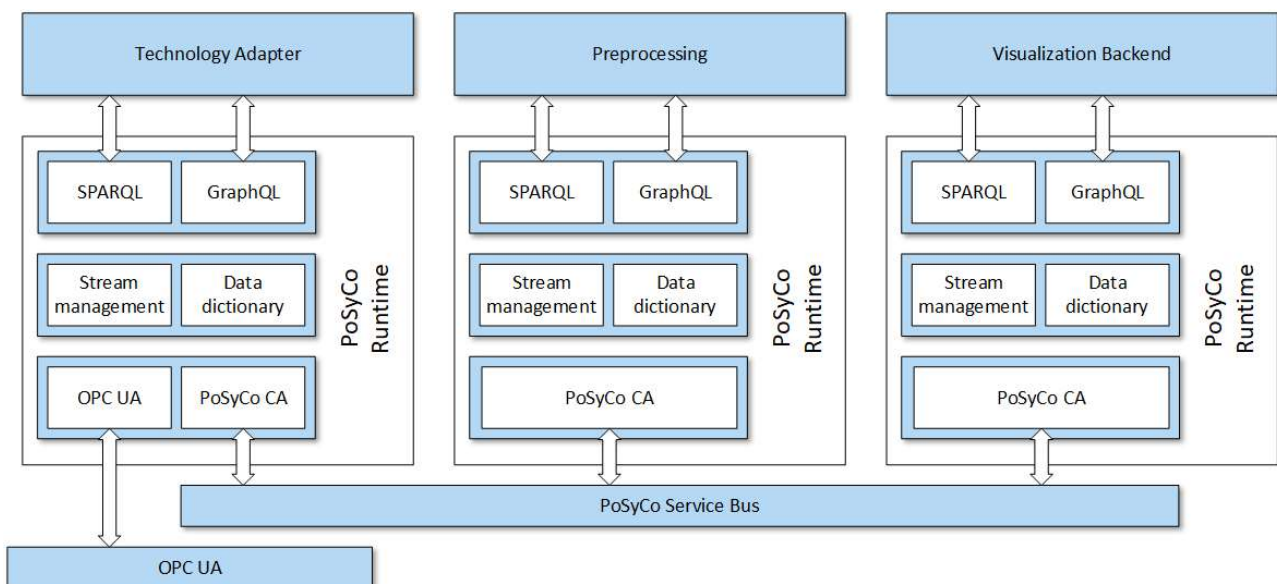 Technology Adapter
Preprocessing
Visualization Backend
SPARQL
GraphQL
SPARQL
GraphQL
SPARQL
GraphQL
Stream
management
Data
dictionary
Stream
management
Data
dictionary
Stream
management
Data
dictionary
PoSyCo
Runtime
PoSyCo
Runtime
PoSyCo
Runtime
OPC UA
PoSyCo CA
PoSyCo CA
PoSyCo CA
PoSyCo Service Bus
OPC UA